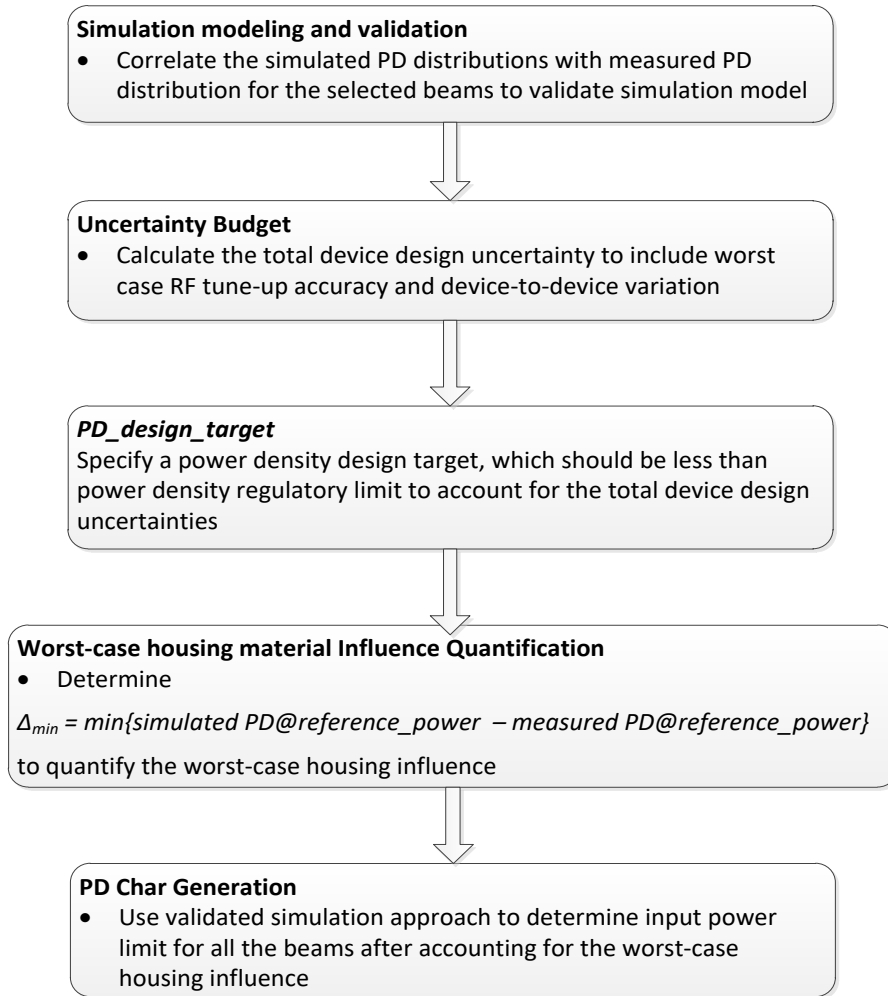 Simulation modeling and validation
• Correlate the simulated PD distributions with measured PD
distribution for the selected beams to validate simulation model
Uncertainty Budget
• Calculate the total device design uncertainty to include worst
case RF tune-up accuracy and device-to-device variation
PD_design_target
Specify a power density design target, which should be less than
power density regulatory limit to account for the total device design
uncertainties
Worst-case housing material Influence Quantification
• Determine
Δmin = min{simulated PD@reference_power – measured PD@reference_power}
to quantify the worst-case housing influence
PD Char Generation
• Use validated simulation approach to determine input power
limit for all the beams after accounting for the worst-case
housing influence